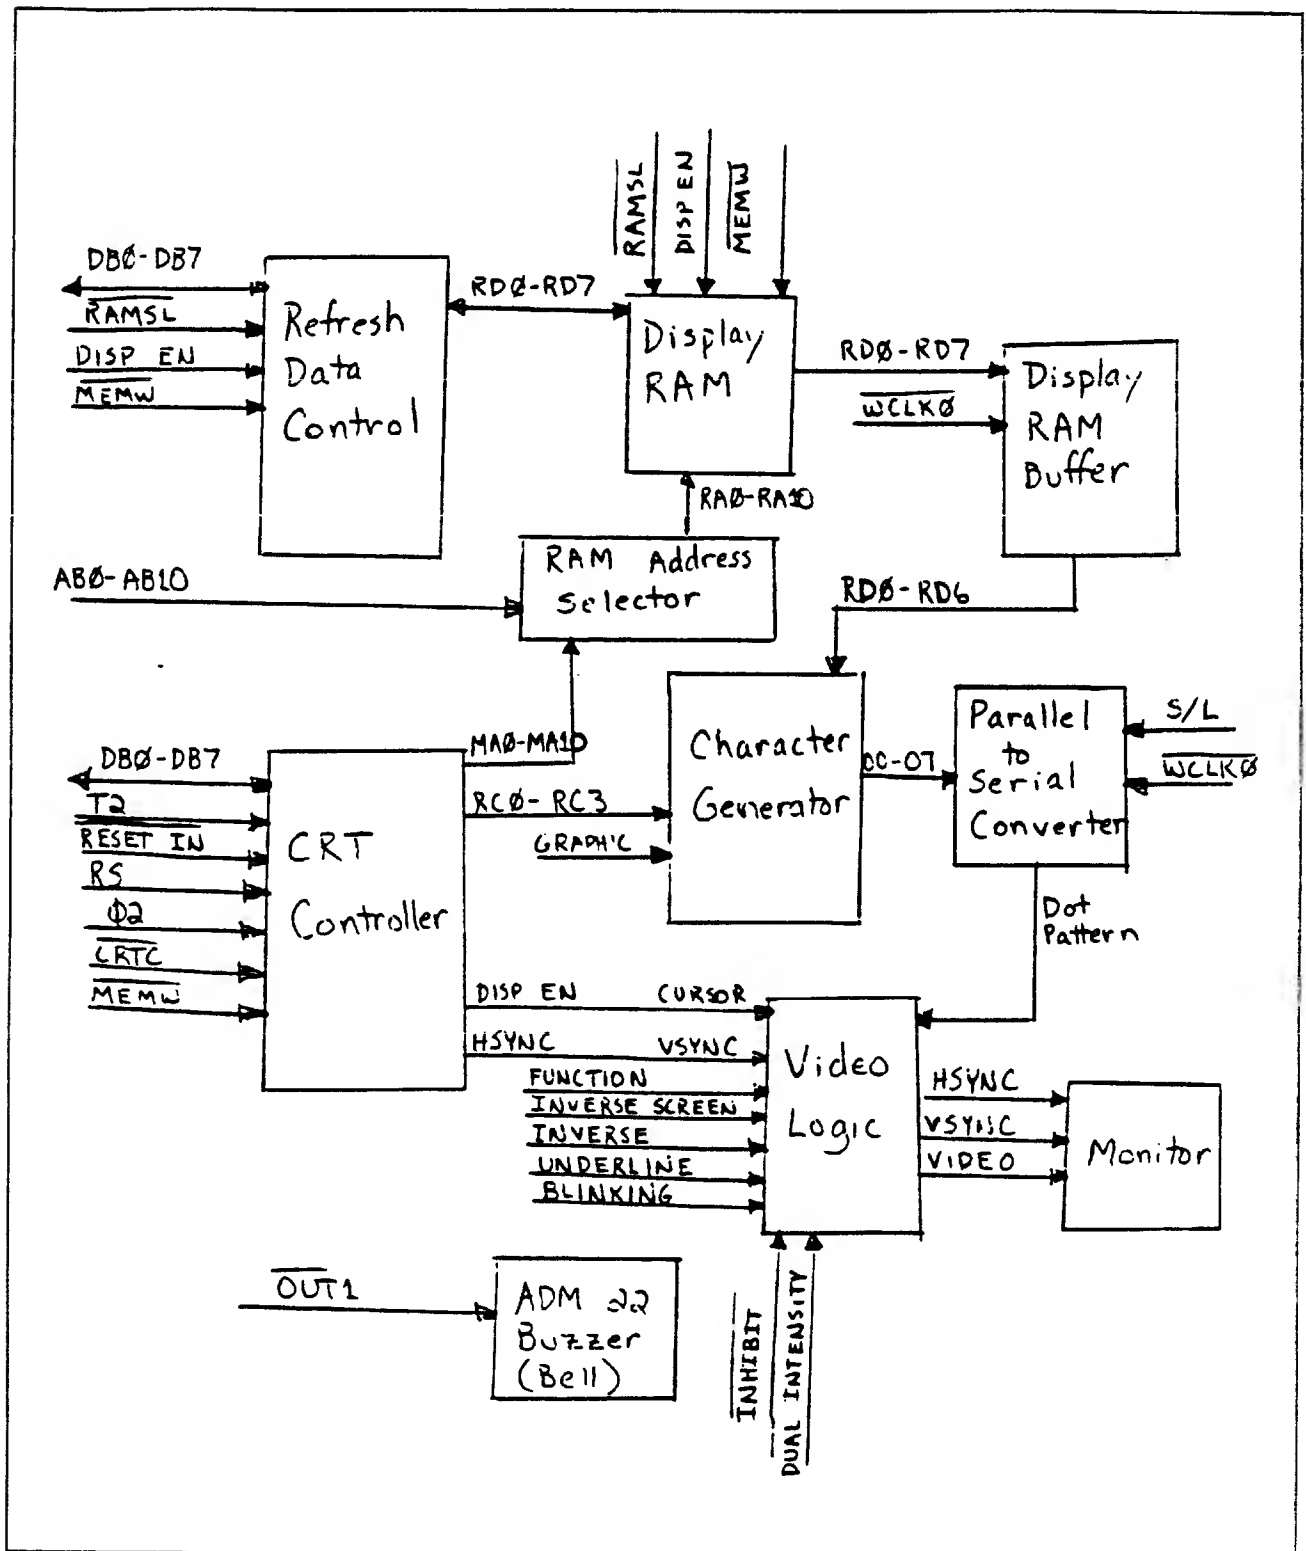 RAMSL
DISP EN
MEMW
DB0-DB7
RAMSL
DISP EN
MEMW
Refresh
Data
Control
RDØ-RD7
Display
RAM
RDØ-RD7
WCLKØ
Display
RAM
Buffer
RAØ-RA10
RAM Address
Selector
ABØ-AB10
RDØ-RD6
MAØ-MA10
DBØ-DB7
T2
RESET IN
RS
Φ2
CRTC
MEMW
CRT
Controller
RCØ-RC3
GRAPHIC
Character
Generator
OO-O7
Parallel
to
Serial
Converter
S/L
WCLKØ
Dot
Pattern
DISP EN CURSOR
HSYNC VSYNC
FUNCTION
INVERSE SCREEN
INVERSE
UNDERLINE
BLINKING
Video
Logic
HSYNC
VSYNC
VIDEO
Monitor
INHIBIT
DUAL INTENSITY
OUT1
ADM 22
Buzzer
(Bell)